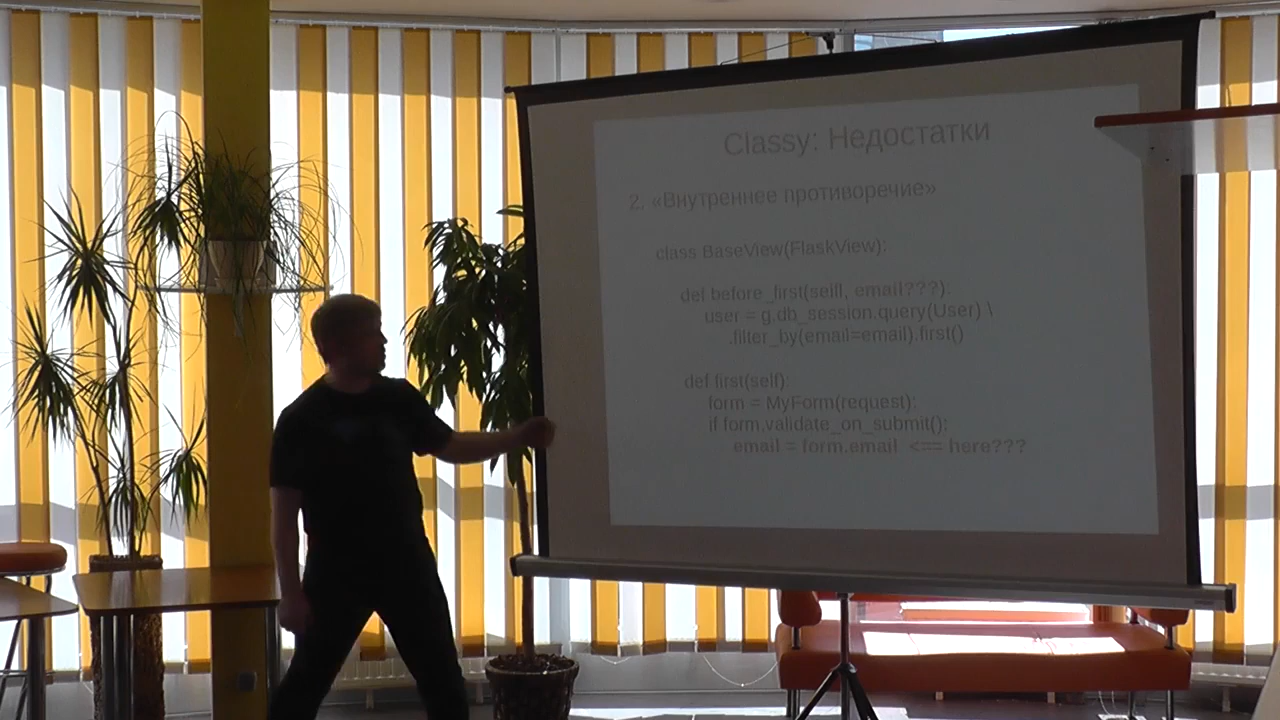 Classy: Недостатки
2. «Внутреннее противоречие»
class BaseView(FlaskView):
def before_first(self, email???):
user = g.db_session.query(User) \
.filter_by(email=email).first()
def first(self):
form = MyForm(request):
if form.validate_on_submit():
email = form.email <== here???